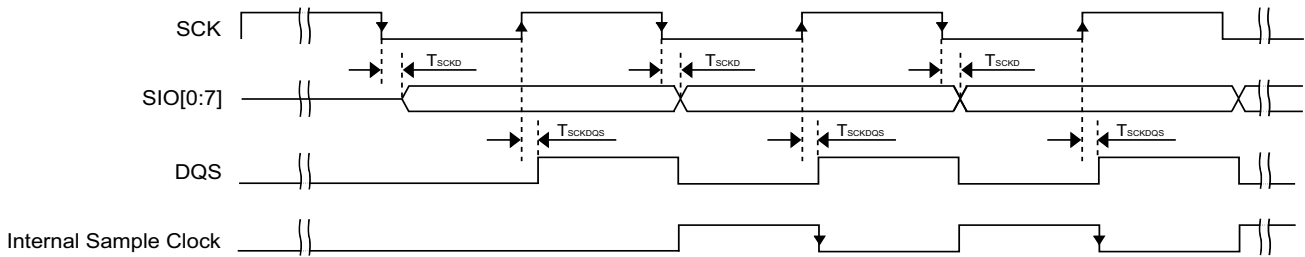 SCK
TSCKD TSCKD TSCKD
SIO[0:7]
TSCKDQS TSCKDQS TSCKDQS
DQS
Internal Sample Clock